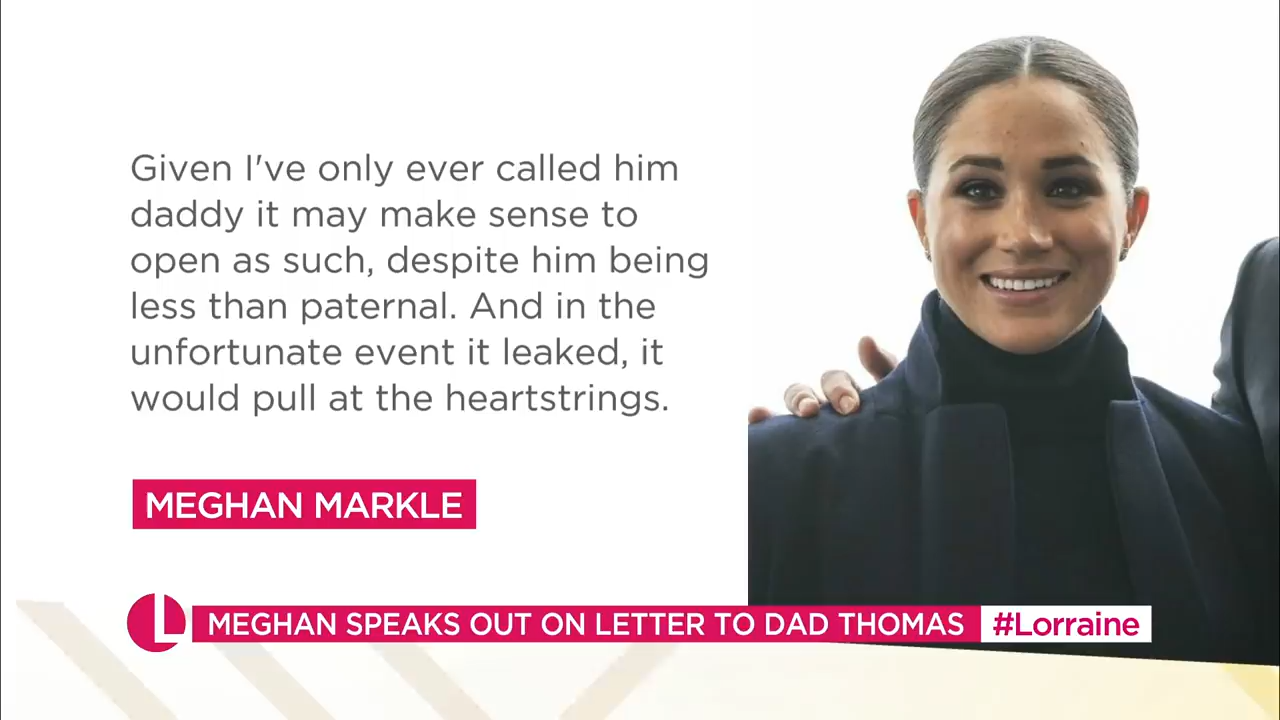 Given I've only ever called him
daddy it may make sense to
open as such, despite him being
less than paternal. And in the
unfortunate event it leaked, it
would pull at the heartstrings.
MEGHAN MARKLE
L MEGHAN SPEAKS OUT ON LETTER TO DAD THOMAS #Lorraine